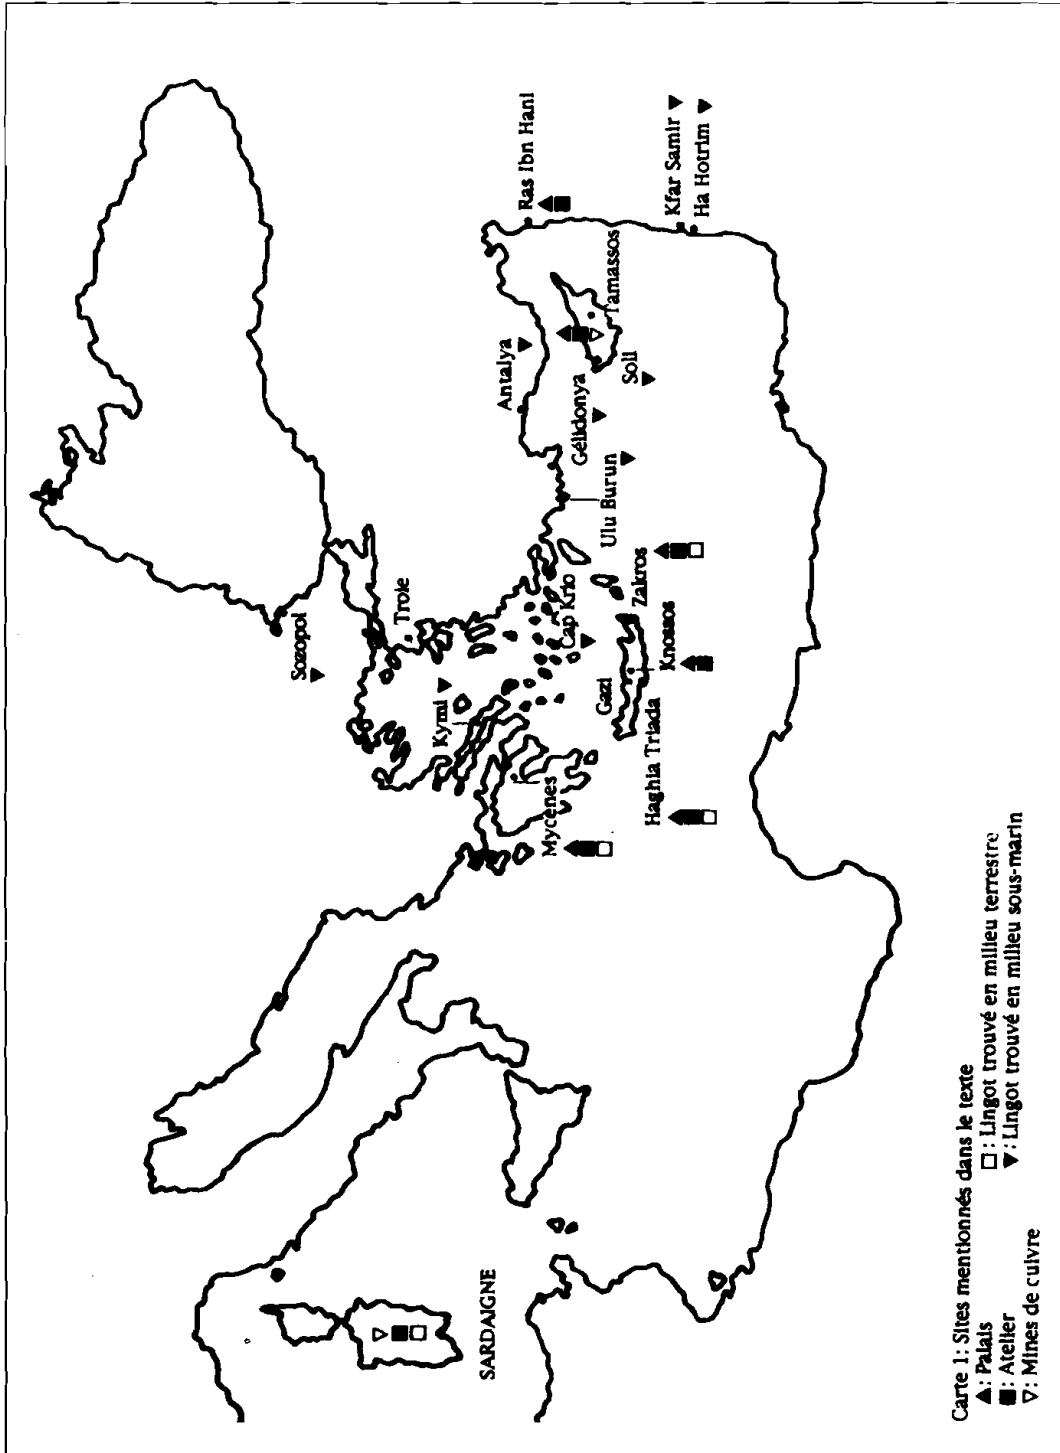 Sozopol
Troie
Kymi
Mycènes
Cap Krio
Gazi
Haghia Triada
Knossos
Zakros
Ulu Burun
Gélidonya
Antalya
Soli
Tamassos
Ras Ibn Hani
Kfar Samir ▼
Ha Hotrim ▼
SARDAIGNE
Carte 1: Sites mentionnés dans le texte
▲: Palais
■: Atelier
▽: Mines de cuivre
□: Lingot trouvé en milieu terrestre
▼: Lingot trouvé en milieu sous-marin